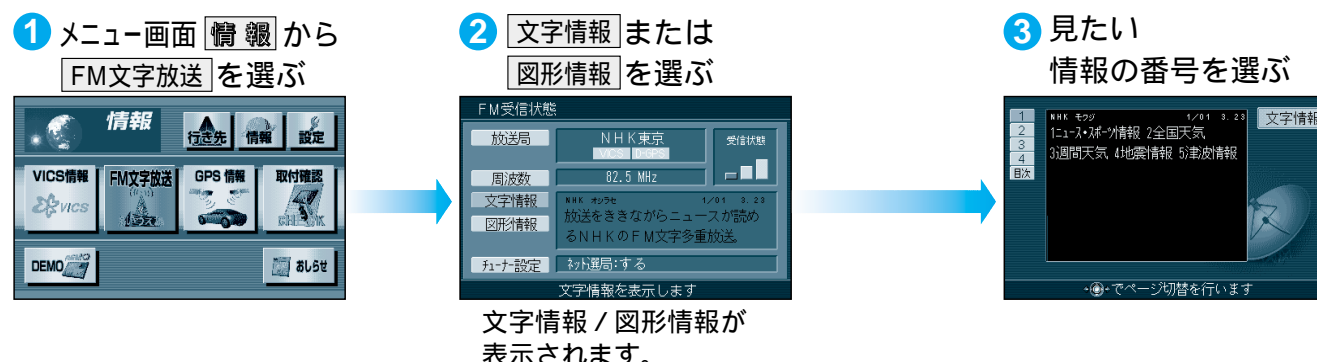 1 メニュー画面 情報 から
FM文字放送 を選ぶ
情報
行き先 情報 設定
VICS情報 FM文字放送 GPS 情報 取付確認
VICS
CHECK
DEMO おしらせ
2 文字情報 または
図形情報 を選ぶ
FM受信状態
放送局 NHK東京 受信状態
VICS D-GPS
周波数 82.5 MHz
文字情報 NHK オシラセ 1/01 3.23
図形情報 放送をききながらニュースが読め
るNHKのFM文字多重放送。
チューナー設定 ネット選局:する
文字情報を表示します
文字情報 / 図形情報が
表示されます。
3 見たい
情報の番号を選ぶ
1 NHK モクジ 1/01 3.23 文字情報
2 1ニュース・スポーツ情報 2全国天気
3 3週間天気 4地震情報 5津波情報
4
目次
でページ切替を行います